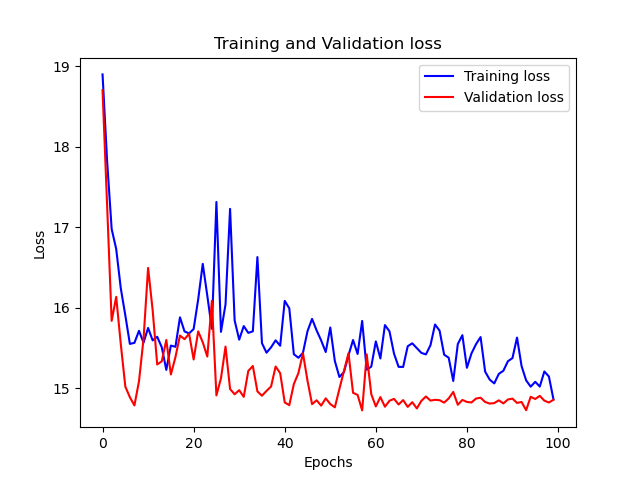 Training and Validation loss
Training loss
Validation loss
Loss
19
18
17
16
15
0
20
40
60
80
100
Epochs